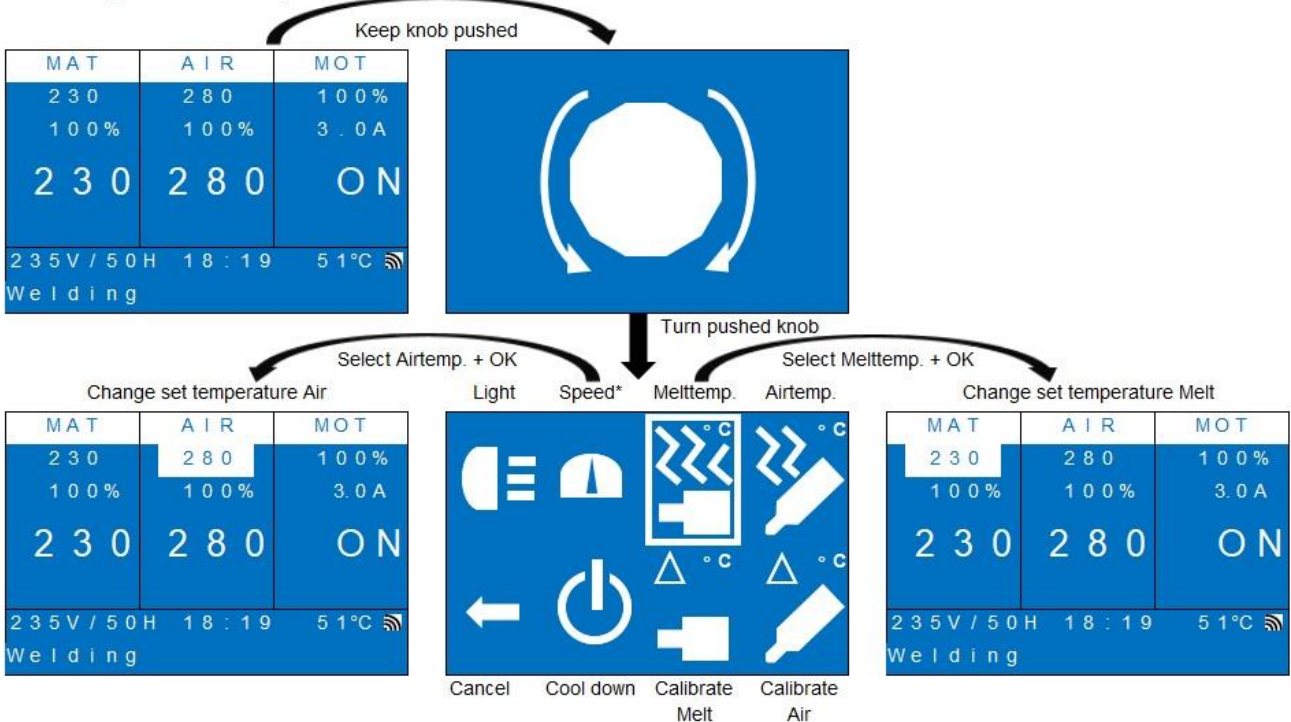 Keep knob pushed
MAT AIR MOT
230 280 100%
100% 100% 3.0A
230 280 ON
235V/50H 18:19 51°C
Welding
Turn pushed knob
Select Airtemp. + OK
Select Melttemp. + OK
Change set temperature Air
MAT AIR MOT
230 280 100%
100% 100% 3.0A
230 280 ON
235V/50H 18:19 51°C
Welding
Light Speed* Melttemp. Airtemp.
°C °C
°C °C
Cancel Cool down Calibrate Melt Calibrate Air
Change set temperature Melt
MAT AIR MOT
230 280 100%
100% 100% 3.0A
230 280 ON
235V/50H 18:19 51°C
Welding